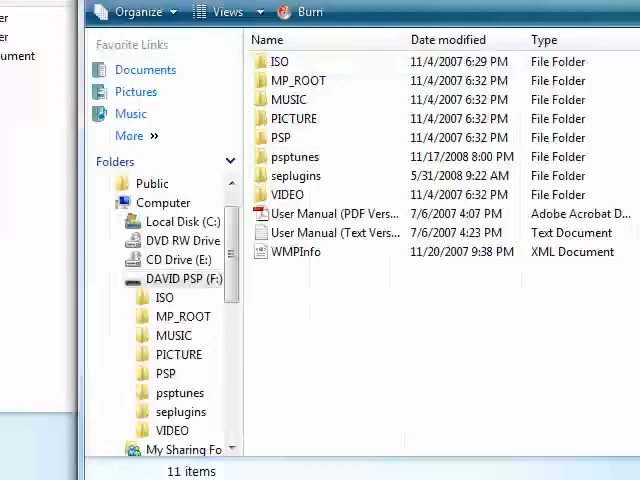 er
er
ument
Organize Views Burn
Favorite Links
Documents
Pictures
Music
More »
Folders
Public
Computer
Local Disk (C:)
DVD RW Drive
CD Drive (E:)
DAVID PSP (F:)
ISO
MP_ROOT
MUSIC
PICTURE
PSP
psptunes
seplugins
VIDEO
My Sharing Fo
Name Date modified Type
ISO 11/4/2007 6:29 PM File Folder
MP_ROOT 11/4/2007 6:32 PM File Folder
MUSIC 11/4/2007 6:32 PM File Folder
PICTURE 11/4/2007 6:32 PM File Folder
PSP 11/4/2007 6:32 PM File Folder
psptunes 11/17/2008 8:00 PM File Folder
seplugins 5/31/2008 9:22 AM File Folder
VIDEO 11/4/2007 6:32 PM File Folder
User Manual (PDF Vers... 7/6/2007 4:07 PM Adobe Acrobat D...
User Manual (Text Vers... 7/6/2007 4:23 PM Text Document
WMPInfo 11/20/2007 9:38 PM XML Document
11 items